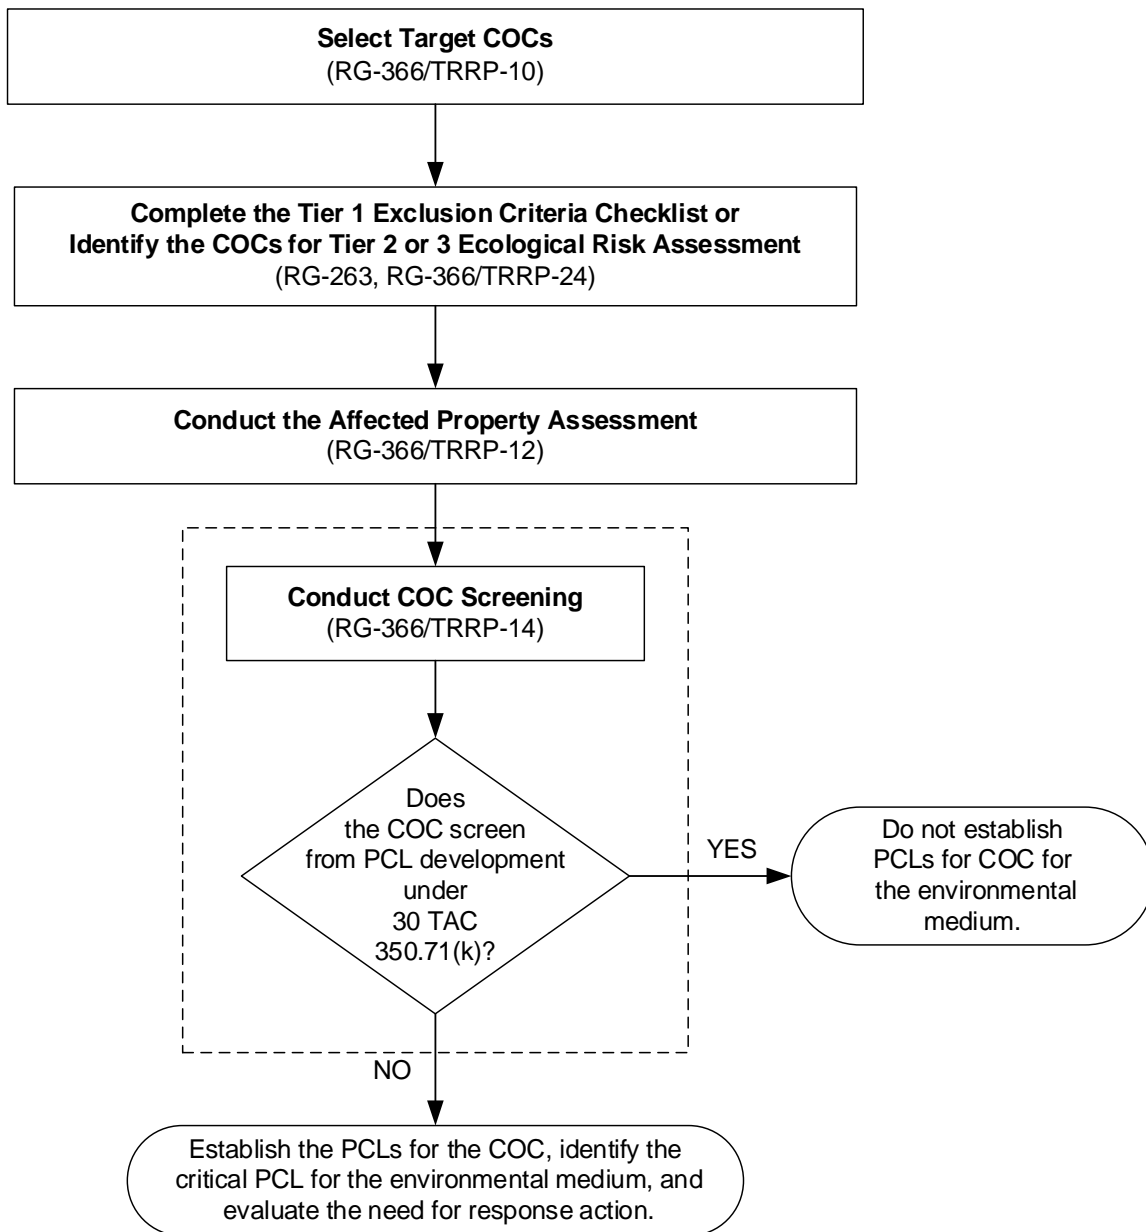 Select Target COCs
(RG-366/TRRP-10)
Complete the Tier 1 Exclusion Criteria Checklist or
Identify the COCs for Tier 2 or 3 Ecological Risk Assessment
(RG-263, RG-366/TRRP-24)
Conduct the Affected Property Assessment
(RG-366/TRRP-12)
Conduct COC Screening
(RG-366/TRRP-14)
Does
the COC screen
from PCL development
under
30 TAC
350.71(k)?
YES
Do not establish
PCLs for COC for
the environmental
medium.
NO
Establish the PCLs for the COC, identify the
critical PCL for the environmental medium, and
evaluate the need for response action.